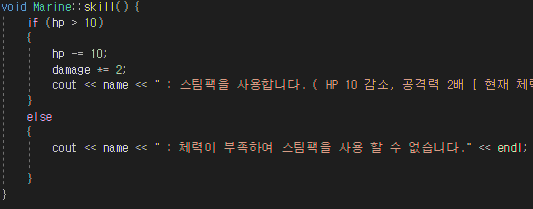 void Marine::skill() {
if (hp > 10)
{
hp -= 10;
damage *= 2;
cout << name << " : 스팀팩을 사용합니다. ( HP 10 감소, 공격력 2배 [ 현재 체력
}
else
{
cout << name << " : 체력이 부족하여 스팀팩을 사용 할 수 없습니다." << endl;
}
}